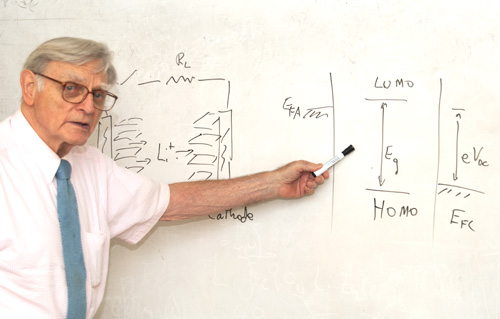 R_L
Li+
Cathode
E_FA
LUMO
E_g
HOMO
eV_oc
E_FC